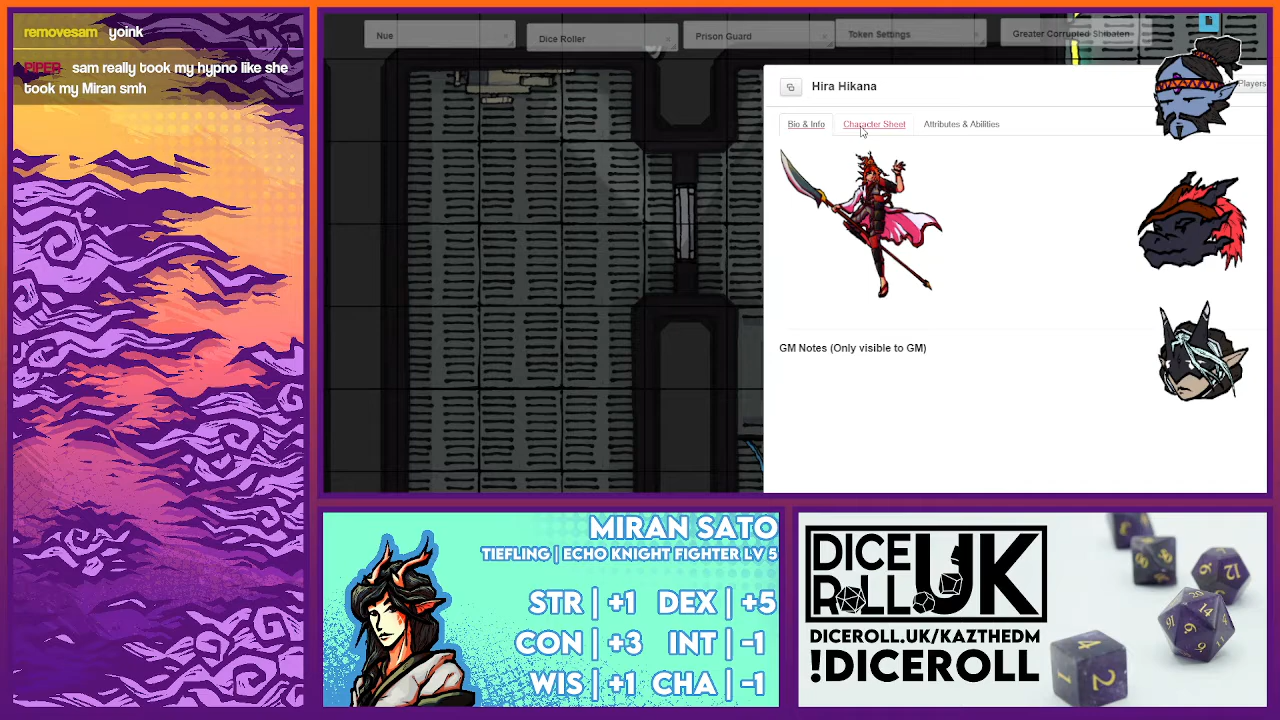 removesam yoink
PIPER sam really took my hypno like she
took my Miran smh
Nue
Dice Roller
Prison Guard
Token Settings
Greater Corrupted Shibaten
Hira Hikana
Players
Bio & Info
Character Sheet
Attributes & Abilities
GM Notes (Only visible to GM)
MIRAN SATO
TIEFLING | ECHO KNIGHT FIGHTER LV 5
STR | +1 DEX | +5
CON | +3 INT | -1
WIS | +1 CHA | -1
DICE
ROLL UK
DICEROLL.UK/KAZTHEDM
!DICEROLL